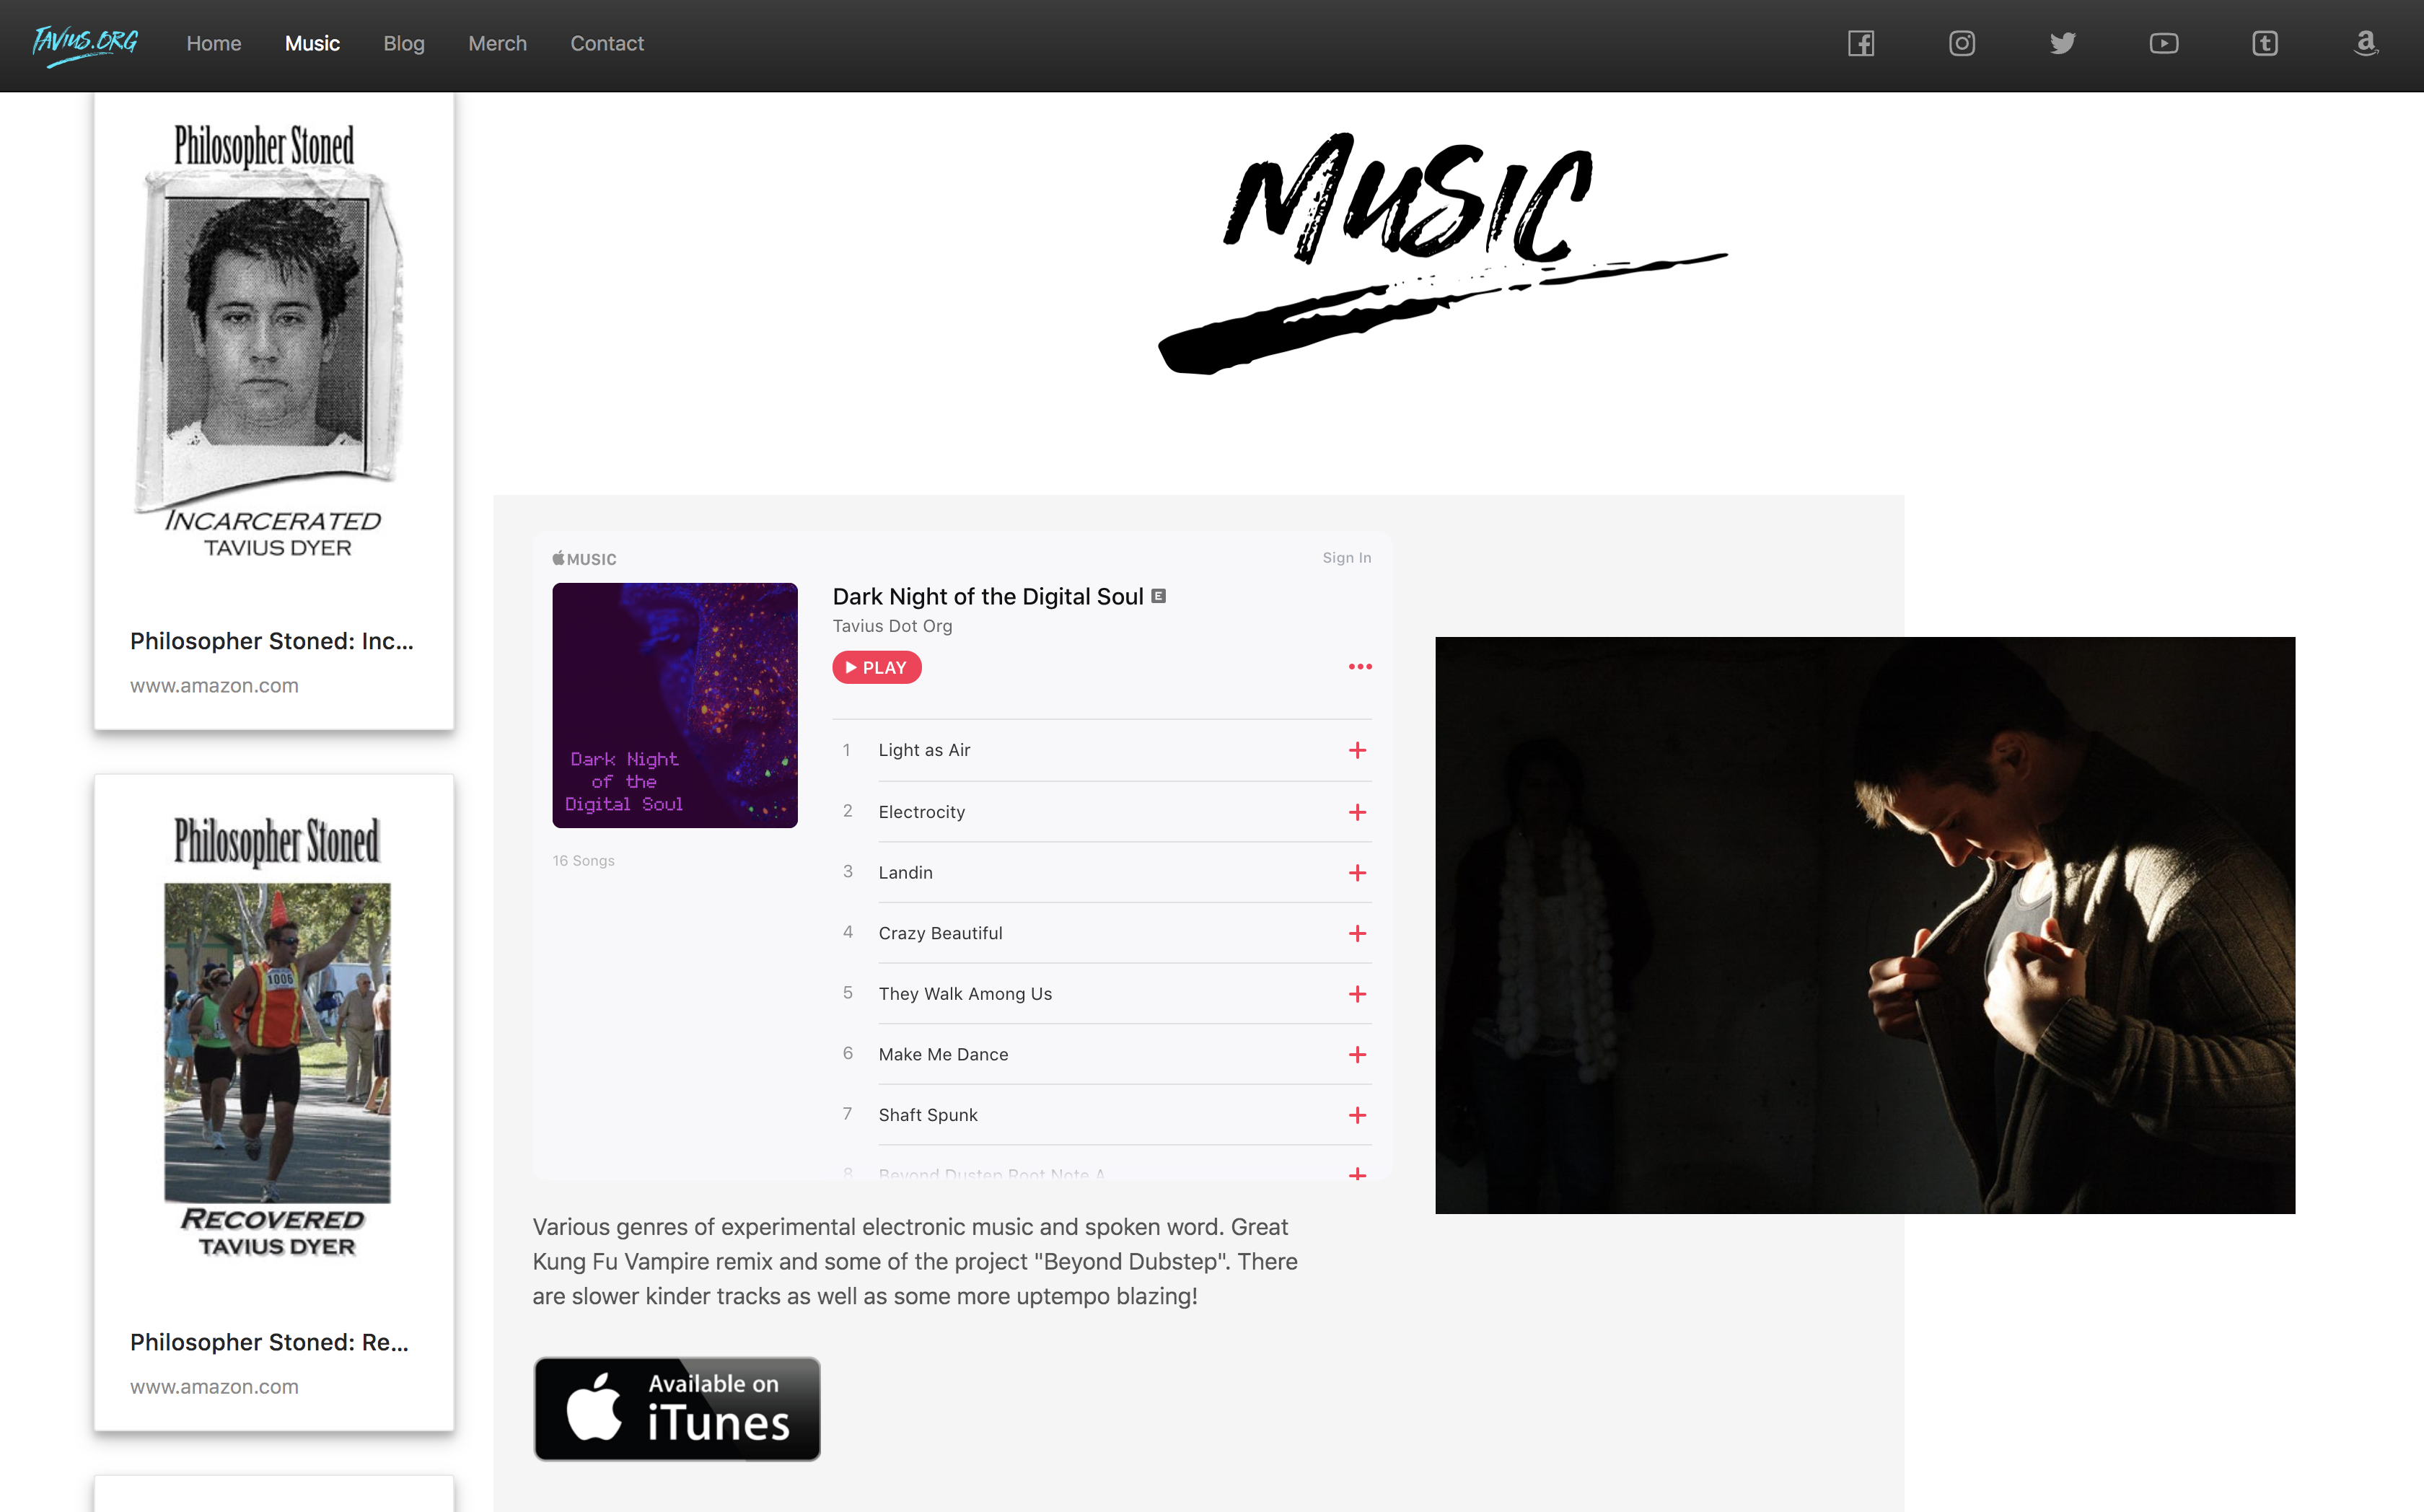 TAVIUS.ORG
Home
Music
Blog
Merch
Contact
Philosopher Stoned
INCARCERATED
TAVIUS DYER
Philosopher Stoned: Inc...
www.amazon.com
Philosopher Stoned
1006
RECOVERED
TAVIUS DYER
Philosopher Stoned: Re...
www.amazon.com
MUSIC
MUSIC
Sign In
Dark Night
of the
Digital Soul
16 Songs
Dark Night of the Digital Soul E
Tavius Dot Org
PLAY
1 Light as Air
2 Electrocity
3 Landin
4 Crazy Beautiful
5 They Walk Among Us
6 Make Me Dance
7 Shaft Spunk
8 Beyond Dustep Root Note A
Various genres of experimental electronic music and spoken word. Great
Kung Fu Vampire remix and some of the project "Beyond Dubstep". There
are slower kinder tracks as well as some more uptempo blazing!
Available on
iTunes